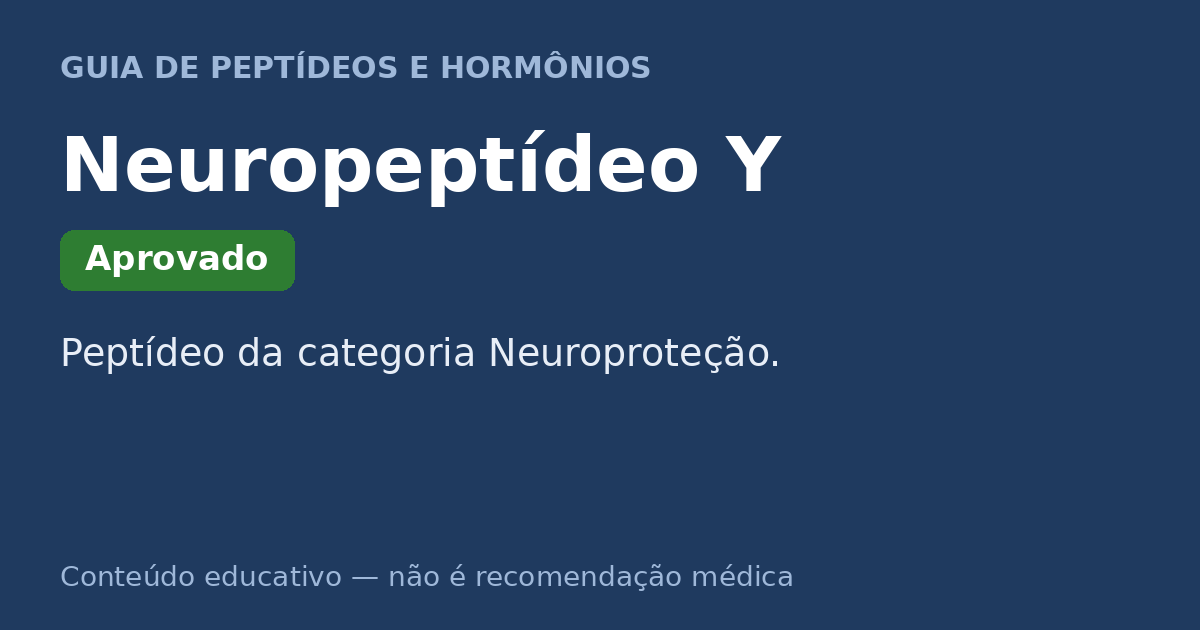 GUIA DE PEPTÍDEOS E HORMÔNIOS
Neuropeptídeo Y
Aprovado
Peptídeo da categoria Neuroproteção.
Conteúdo educativo — não é recomendação médica